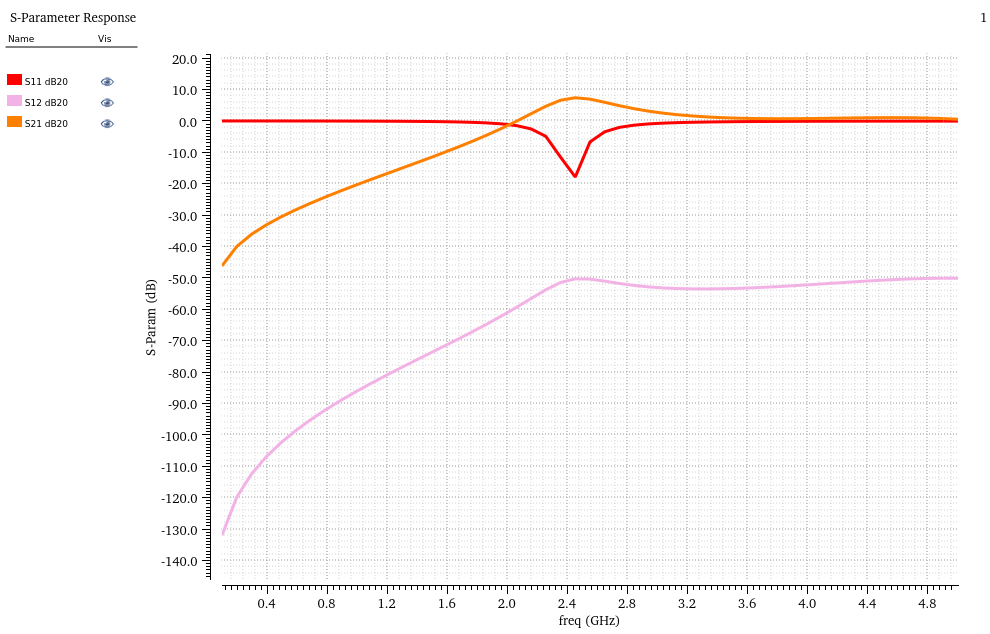 S-Parameter Response
1
Name Vis
S11 dB20
S12 dB20
S21 dB20
20.0
10.0
0.0
-10.0
-20.0
-30.0
-40.0
-50.0
-60.0
-70.0
-80.0
-90.0
-100.0
-110.0
-120.0
-130.0
-140.0
S-Param (dB)
0.4 0.8 1.2 1.6 2.0 2.4 2.8 3.2 3.6 4.0 4.4 4.8
freq (GHz)